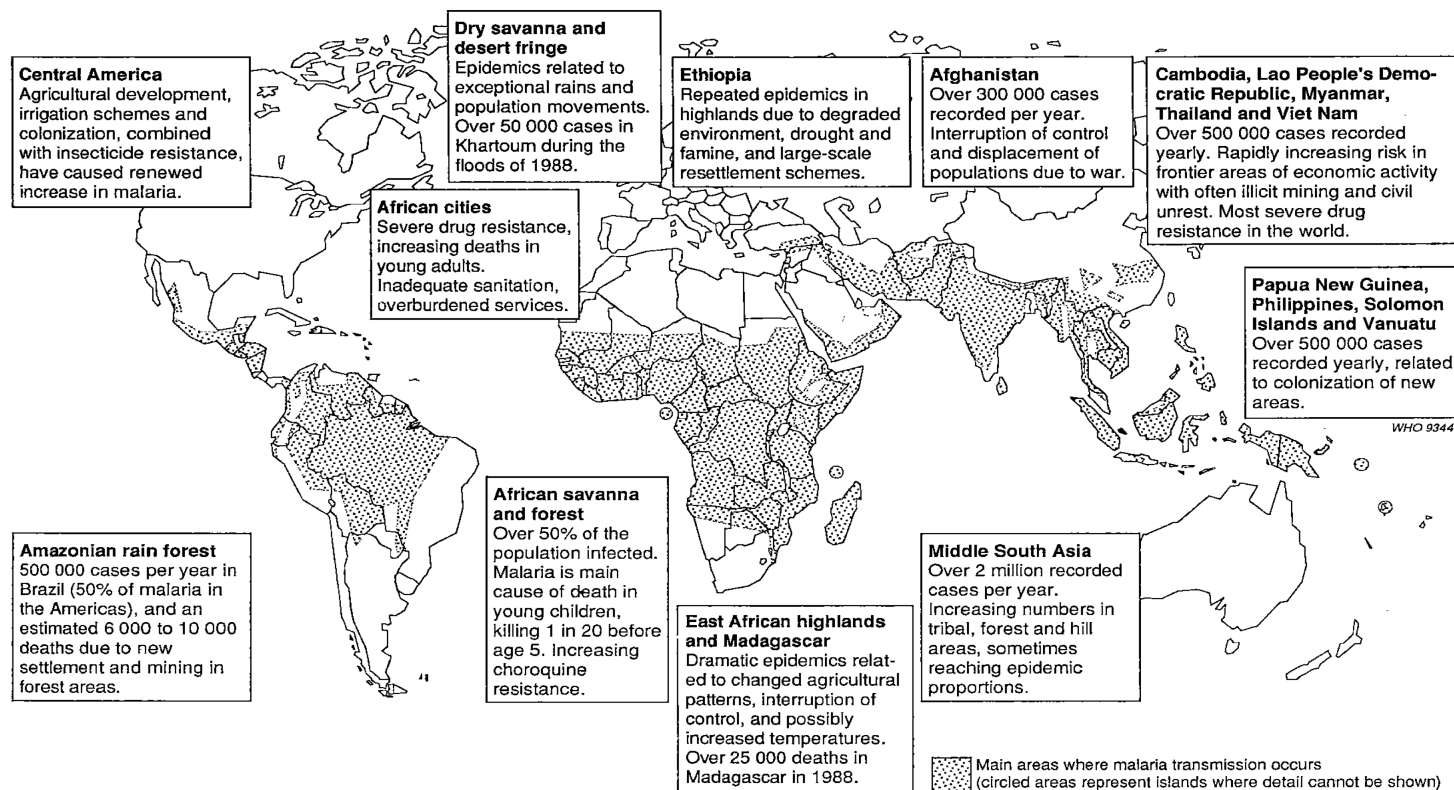 Central America
Agricultural development,
irrigation schemes and
colonization, combined
with insecticide resistance,
have caused renewed
increase in malaria.
Dry savanna and
desert fringe
Epidemics related to
exceptional rains and
population movements.
Over 50 000 cases in
Khartoum during the
floods of 1988.
Ethiopia
Repeated epidemics in
highlands due to degraded
environment, drought and
famine, and large-scale
resettlement schemes.
Afghanistan
Over 300 000 cases
recorded per year.
Interruption of control
and displacement of
populations due to war.
Cambodia, Lao People's Demo-
cratic Republic, Myanmar,
Thailand and Viet Nam
Over 500 000 cases recorded
yearly. Rapidly increasing risk in
frontier areas of economic activity
with often illicit mining and civil
unrest. Most severe drug
resistance in the world.
African cities
Severe drug resistance,
increasing deaths in
young adults.
Inadequate sanitation,
overburdened services.
Papua New Guinea,
Philippines, Solomon
Islands and Vanuatu
Over 500 000 cases
recorded yearly, related
to colonization of new
areas.
WHO 9344
Amazonian rain forest
500 000 cases per year in
Brazil (50% of malaria in
the Americas), and an
estimated 6 000 to 10 000
deaths due to new
settlement and mining in
forest areas.
African savanna
and forest
Over 50% of the
population infected.
Malaria is main
cause of death in
young children,
killing 1 in 20 before
age 5. Increasing
choroquine
resistance.
East African highlands
and Madagascar
Dramatic epidemics relat-
ed to changed agricultural
patterns, interruption of
control, and possibly
increased temperatures.
Over 25 000 deaths in
Madagascar in 1988.
Middle South Asia
Over 2 million recorded
cases per year.
Increasing numbers in
tribal, forest and hill
areas, sometimes
reaching epidemic
proportions.
Main areas where malaria transmission occurs
(circled areas represent islands where detail cannot be shown)